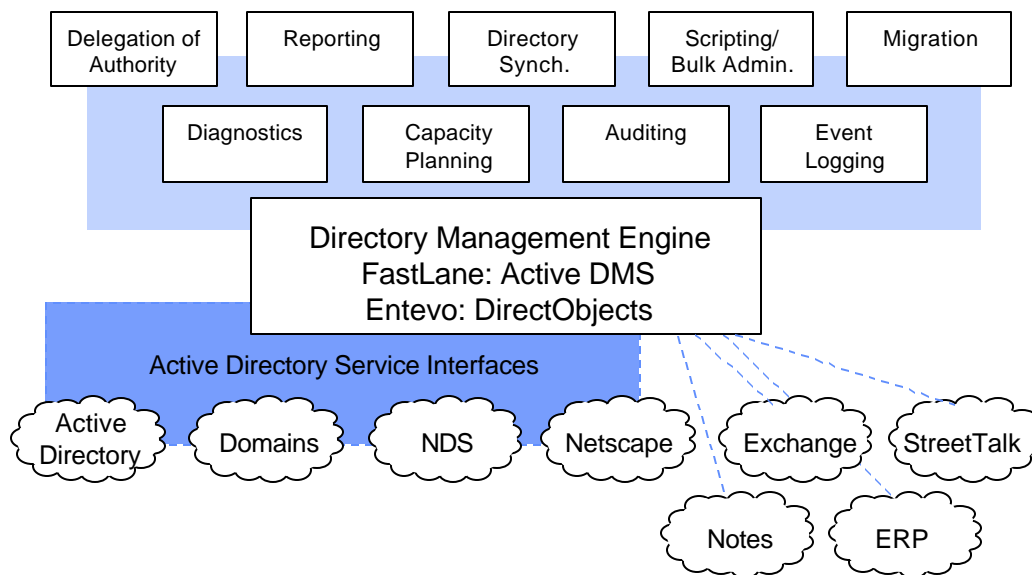 Delegation of
Authority
Reporting
Directory
Synch.
Scripting/
Bulk Admin.
Migration
Diagnostics
Capacity
Planning
Auditing
Event
Logging
Directory Management Engine
FastLane: Active DMS
Entevo: DirectObjects
Active Directory Service Interfaces
Active
Directory
Domains
NDS
Netscape
Exchange
StreetTalk
Notes
ERP